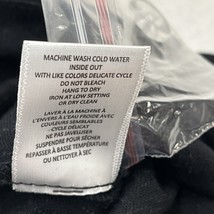 MACHINE WASH COLD WATER
INSIDE OUT
WITH LIKE COLORS DELICATE CYCLE
DO NOT BLEACH
HANG TO DRY
IRON AT LOW SETTING
OR DRY CLEAN
LAVER À LA MACHINE À
L'ENVERS À L'EAU FROIDE AVEC
COULEURS SEMBLABLES
- CYCLE DÉLICAT
NE PAS JAVELLISER
SUSPENDRE POUR SÉCHER
REPASSER À BASSE TEMPÉRATURE
OU NETTOYER À SEC